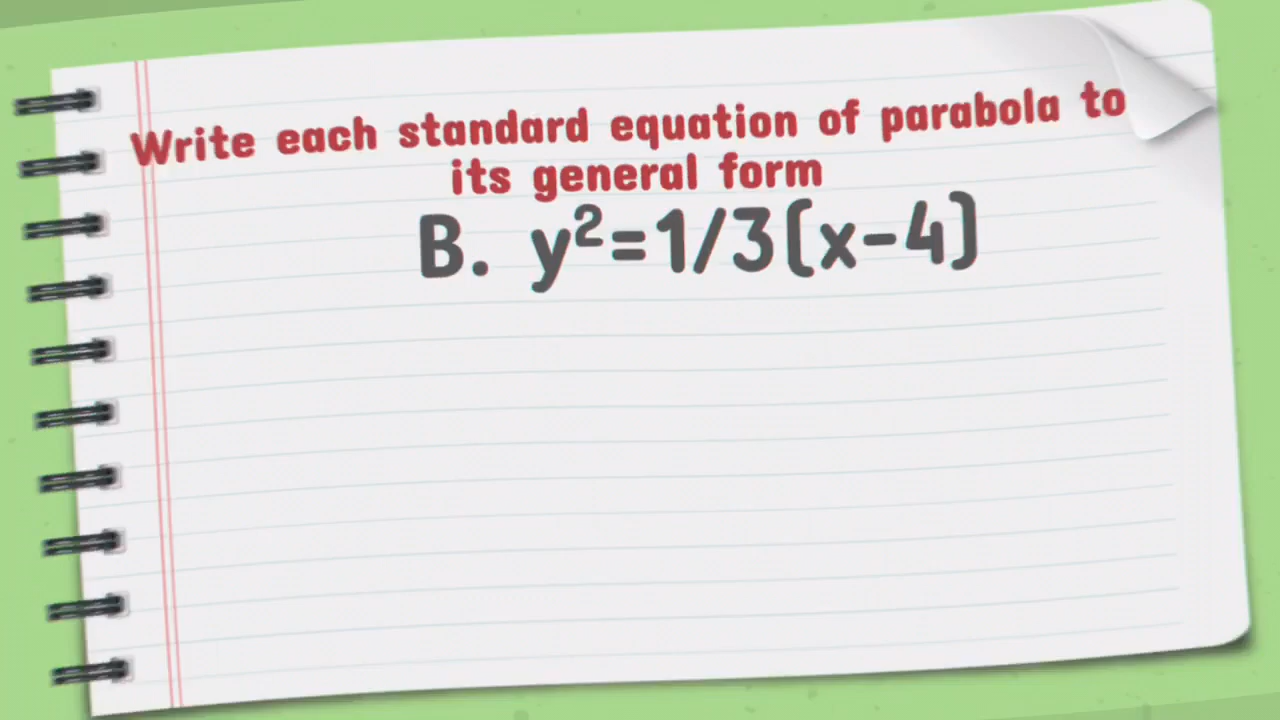 Write each standard equation of parabola to
its general form
B. y²=1/3(x-4)